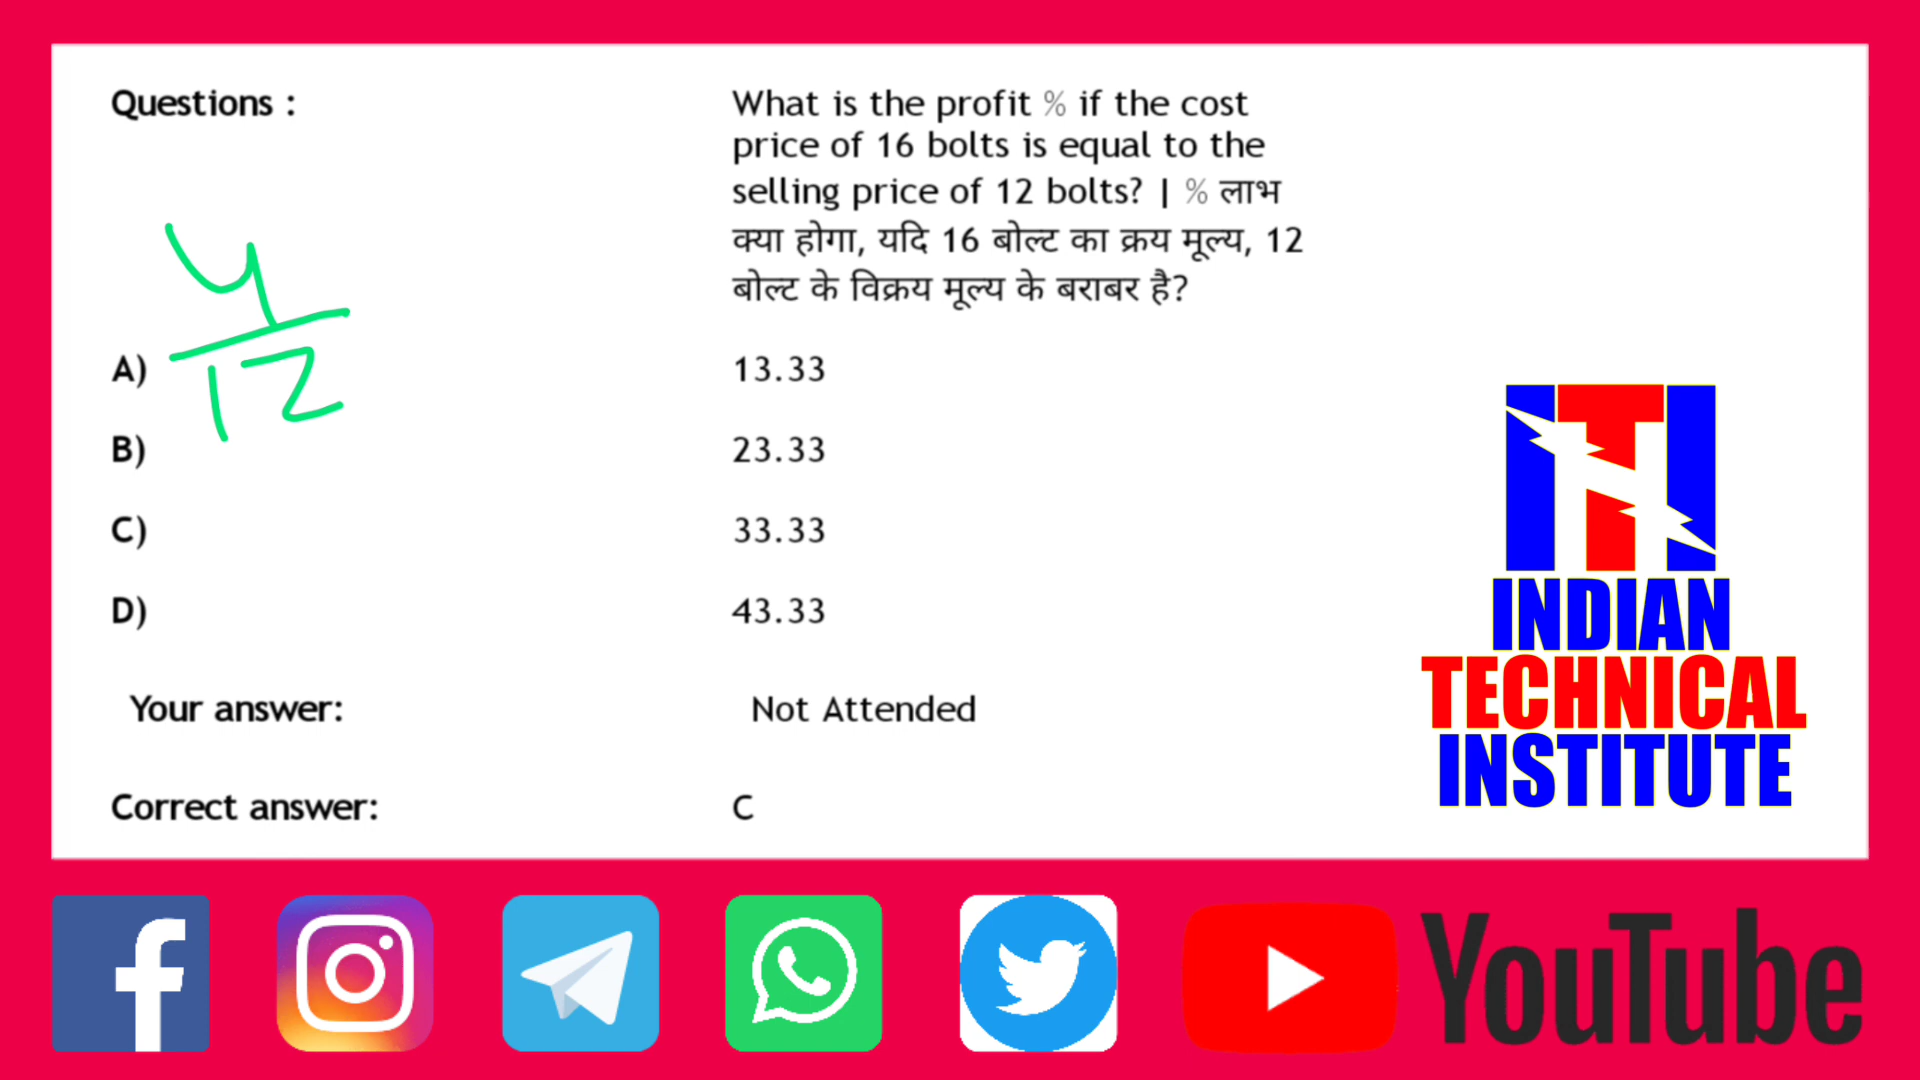 Questions :
What is the profit % if the cost
price of 16 bolts is equal to the
selling price of 12 bolts? | % लाभ
क्या होगा, यदि 16 बोल्ट का क्रय मूल्य, 12
बोल्ट के विक्रय मूल्य के बराबर है?
4
12
A) 13.33
B) 23.33
C) 33.33
D) 43.33
Your answer: Not Attended
Correct answer: C
ITI
INDIAN
TECHNICAL
INSTITUTE
YouTube